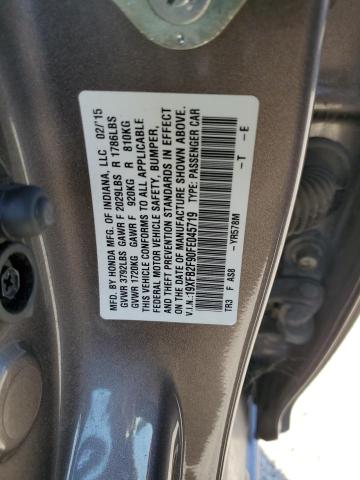 MFG. BY HONDA MFG. OF INDIANA, LLC 02/'15
GVWR 3792LBS GAWR F 2029LBS R 1786LBS
GVWR 1720KG GAWR F 920KG R 810KG
THIS VEHICLE CONFORMS TO ALL APPLICABLE
FEDERAL MOTOR VEHICLE SAFETY, BUMPER,
AND THEFT PREVENTION STANDARDS IN EFFECT
ON THE DATE OF MANUFACTURE SHOWN ABOVE.
V.I.N.:19XFB2F90FE045719 TYPE: PASSENGER CAR
-YR578M -T -E
TR3 F AS8